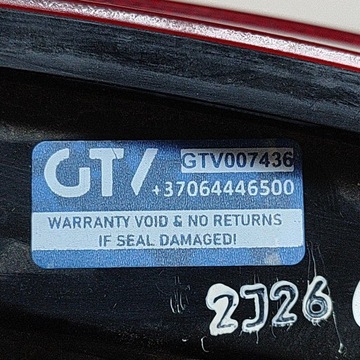 GTV GTV007436
+37064446500
WARRANTY VOID & NO RETURNS
IF SEAL DAMAGED!
2J26